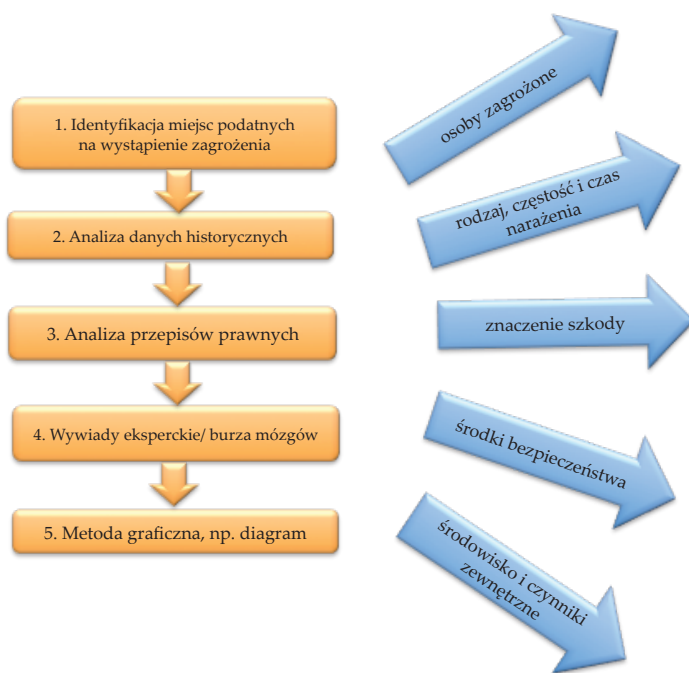 1. Identyfikacja miejsc podatnych
na wystąpienie zagrożenia
2. Analiza danych historycznych
3. Analiza przepisów prawnych
4. Wywiady eksperckie/ burza mózgów
5. Metoda graficzna, np. diagram
osoby zagrożone
rodzaj, częstość i czas
narażenia
znaczenie szkody
środki bezpieczeństwa
środowisko i czynniki
zewnętrzne